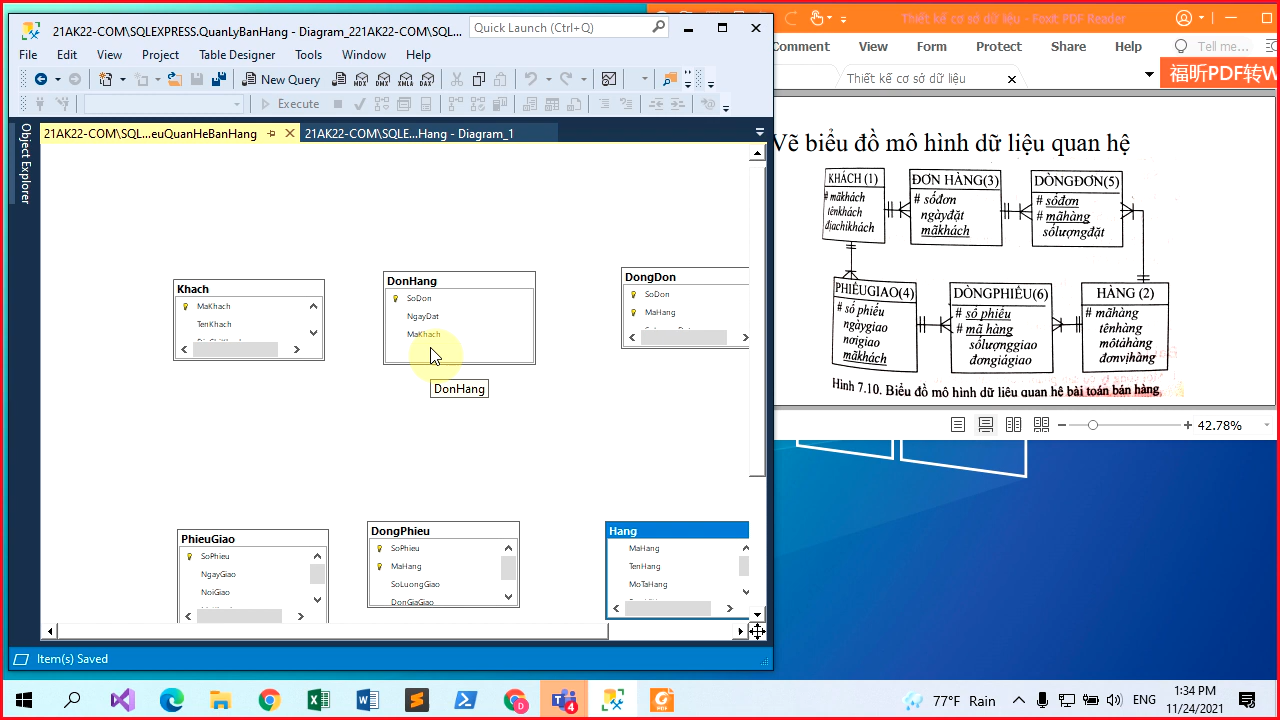 21AK22-COM\SQLEXPRESS.QuanLyBanHang - Diagram_221AK22-COM\SQL...
Quick Launch (Ctrl+Q)
File Edit View Project Table Designer Tools Window Help
New Query
MDX DMX XMLA DAX
Execute
Object Explorer
21AK22-COM\SQL...euQuanHeBanHang
21AK22-COM\SQLE...Hang - Diagram_1
Khach
MaKhach
TenKhach
DonHang
SoDon
NgayDat
MaKhach
DonHang
DongDon
SoDon
MaHang
PhieuGiao
SoPhieu
NgayGiao
NoiGiao
DongPhieu
SoPhieu
MaHang
SoLuongGiao
DonGiaGiao
Hang
MaHang
TenHang
MoTaHang
Item(s) Saved
Thiết kế cơ sở dữ liệu - Foxit PDF Reader
Comment View Form Protect Share Help
Tell me...
Thiết kế cơ sở dữ liệu
福昕PDF转W
Vẽ biểu đồ mô hình dữ liệu quan hệ
KHÁCH (1)
# mãkhách
tênkhách
địachikhách
ĐƠN HÀNG(3)
# sốđơn
ngàyđặt
mãkhách
DÒNGĐƠN(5)
# sốđơn
# mãhàng
sốlượngđặt
PHIẾUGIAO(4)
# số phiếu
ngàygiao
nơigiao
mãkhách
DÒNGPHIẾU(6)
# số phiếu
# mã hàng
sốlượnggiao
đơngiágiao
HÀNG (2)
# mãhàng
tênhàng
môtảhàng
đơnvịhàng
Hình 7.10. Biểu đồ mô hình dữ liệu quan hệ bài toán bán hàng
42.78%
77°F Rain
ENG
1:34 PM
11/24/2021
4